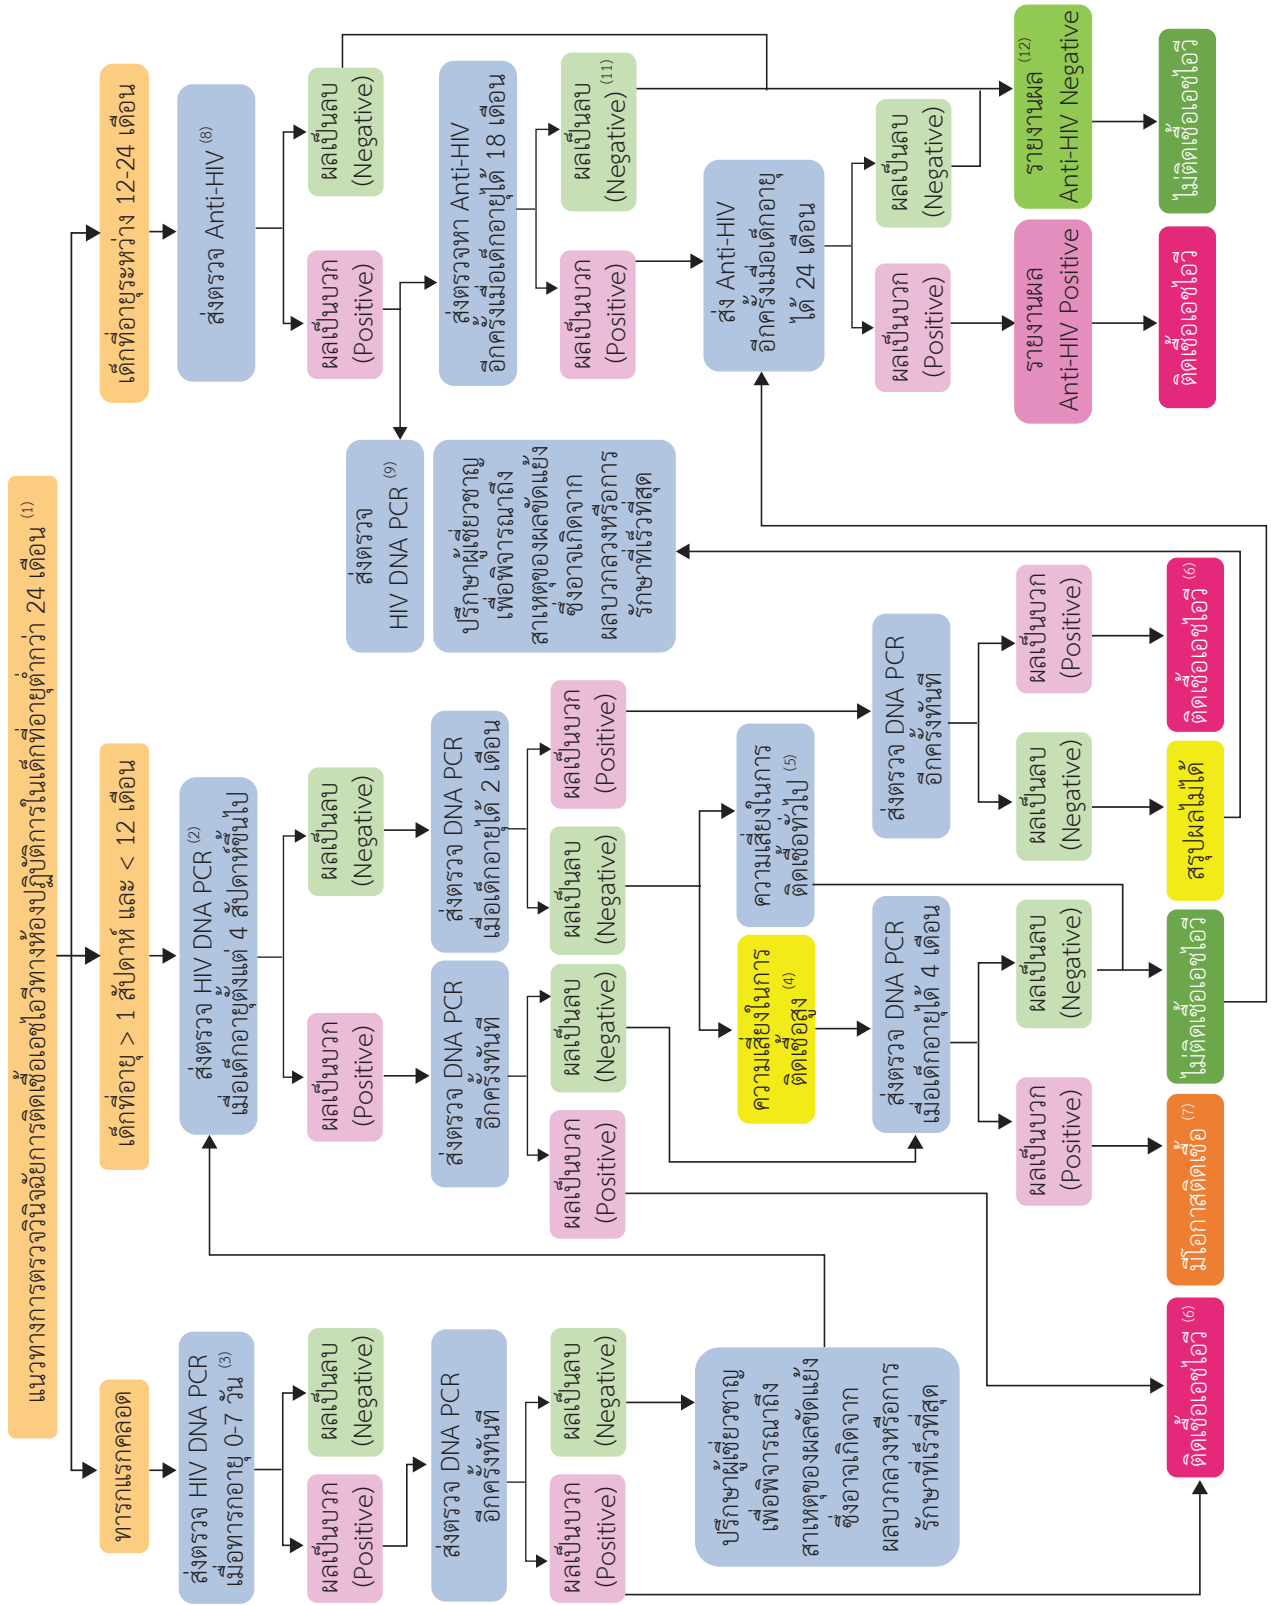 แนวทางการตรวจวินิจฉัยการติดเชื้อเอชไอวีทางห้องปฏิบัติการในเด็กที่อายุต่ำกว่า 24 เดือน (1)
ทารกแรกคลอด
ส่งตรวจ HIV DNA PCR
เมื่อทารกอายุ 0-7 วัน (3)
ผลเป็นบวก
(Positive)
ผลเป็นลบ
(Negative)
ส่งตรวจ DNA PCR
อีกครั้งทันที
ผลเป็นบวก
(Positive)
ผลเป็นลบ
(Negative)
ปรึกษาผู้เชี่ยวชาญ
เพื่อพิจารณาถึง
สาเหตุของผลขัดแย้ง
ซึ่งอาจเกิดจาก
ผลบวกลวงหรือการ
รักษาที่เร็วที่สุด
ติดเชื้อเอชไอวี (6)
เด็กที่อายุ > 1 สัปดาห์ และ < 12 เดือน
ส่งตรวจ HIV DNA PCR (2)
เมื่อเด็กอายุตั้งแต่ 4 สัปดาห์ขึ้นไป
ผลเป็นบวก
(Positive)
ผลเป็นลบ
(Negative)
ส่งตรวจ DNA PCR
อีกครั้งทันที
ส่งตรวจ DNA PCR
เมื่อเด็กอายุได้ 2 เดือน
ผลเป็นบวก
(Positive)
ผลเป็นลบ
(Negative)
ผลเป็นลบ
(Negative)
ผลเป็นบวก
(Positive)
ความเสี่ยงในการ
ติดเชื้อสูง (4)
ความเสี่ยงในการ
ติดเชื้อทั่วไป (5)
ส่งตรวจ DNA PCR
เมื่อเด็กอายุได้ 4 เดือน
ส่งตรวจ DNA PCR
อีกครั้งทันที
ผลเป็นบวก
(Positive)
ผลเป็นลบ
(Negative)
ผลเป็นลบ
(Negative)
ผลเป็นบวก
(Positive)
มีโอกาสติดเชื้อ (7)
ไม่ติดเชื้อเอชไอวี
สรุปผลไม่ได้
ติดเชื้อเอชไอวี (6)
เด็กที่อายุระหว่าง 12-24 เดือน
ส่งตรวจ Anti-HIV (8)
ผลเป็นบวก
(Positive)
ผลเป็นลบ
(Negative)
ส่งตรวจ
HIV DNA PCR (9)
ปรึกษาผู้เชี่ยวชาญ
เพื่อพิจารณาถึง
สาเหตุของผลขัดแย้ง
ซึ่งอาจเกิดจาก
ผลบวกลวงหรือการ
รักษาที่เร็วที่สุด
ส่งตรวจหา Anti-HIV
อีกครั้งเมื่อเด็กอายุได้ 18 เดือน
ผลเป็นบวก
(Positive)
ผลเป็นลบ
(Negative) (11)
ส่ง Anti-HIV
อีกครั้งเมื่อเด็กอายุ
ได้ 24 เดือน
ผลเป็นบวก
(Positive)
ผลเป็นลบ
(Negative)
รายงานผล
Anti-HIV Positive
รายงานผล (12)
Anti-HIV Negative
ติดเชื้อเอชไอวี
ไม่ติดเชื้อเอชไอวี